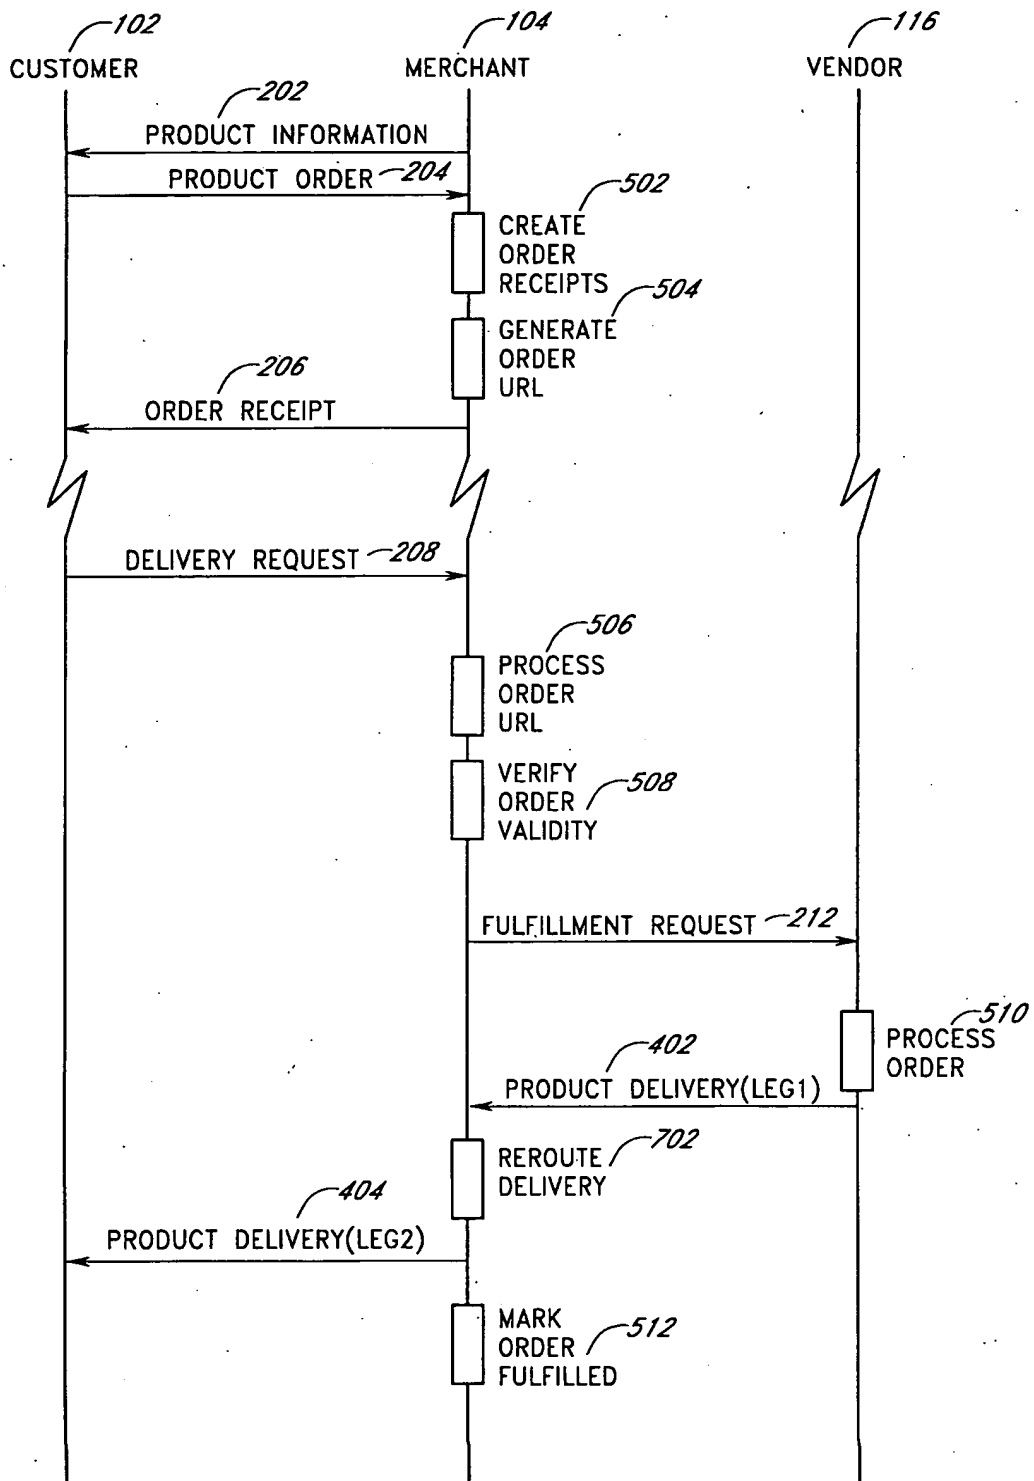 102 104 116
CUSTOMER MERCHANT VENDOR
202
PRODUCT INFORMATION
PRODUCT ORDER 204
502
CREATE
ORDER
RECEIPTS
504
GENERATE
ORDER
URL
206
ORDER RECEIPT
DELIVERY REQUEST 208
506
PROCESS
ORDER
URL
VERIFY
ORDER 508
VALIDITY
FULFILLMENT REQUEST 212
510
PROCESS
ORDER
402
PRODUCT DELIVERY(LEG1)
702
REROUTE
DELIVERY
404
PRODUCT DELIVERY(LEG2)
MARK
ORDER 512
FULFILLED